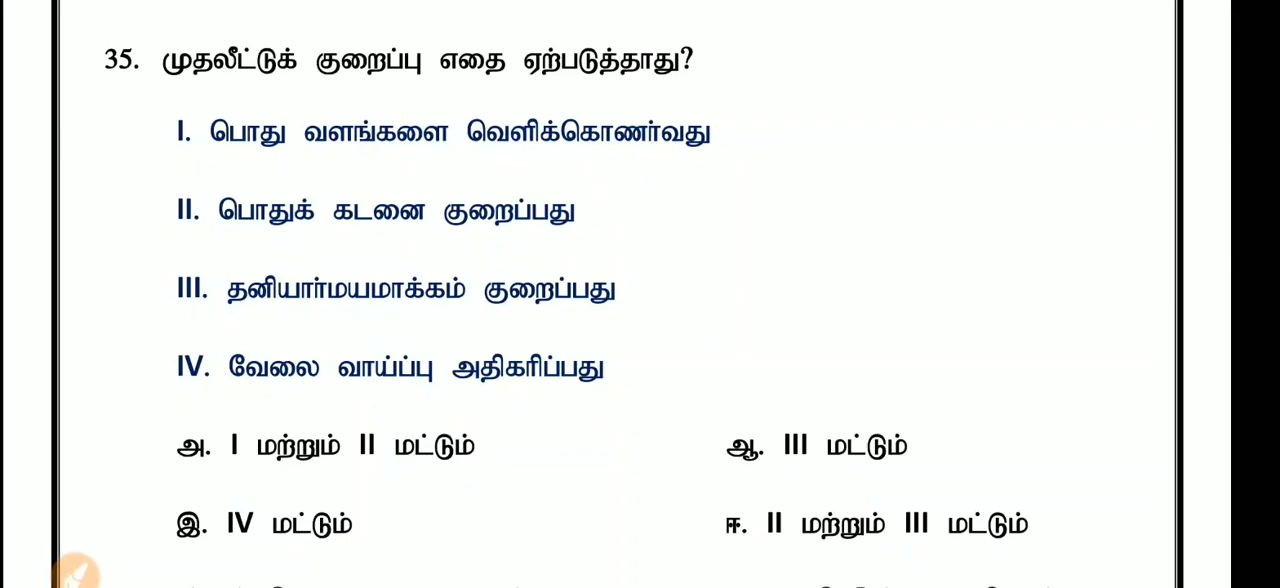 35. முதலீட்டுக் குறைப்பு எதை ஏற்படுத்தாது?
I. பொது வளங்களை வெளிக்கொணர்வது
II. பொதுக் கடனை குறைப்பது
III. தனியார்மயமாக்கம் குறைப்பது
IV. வேலை வாய்ப்பு அதிகரிப்பது
அ. I மற்றும் II மட்டும் ஆ. III மட்டும்
இ. IV மட்டும் ஈ. II மற்றும் III மட்டும்